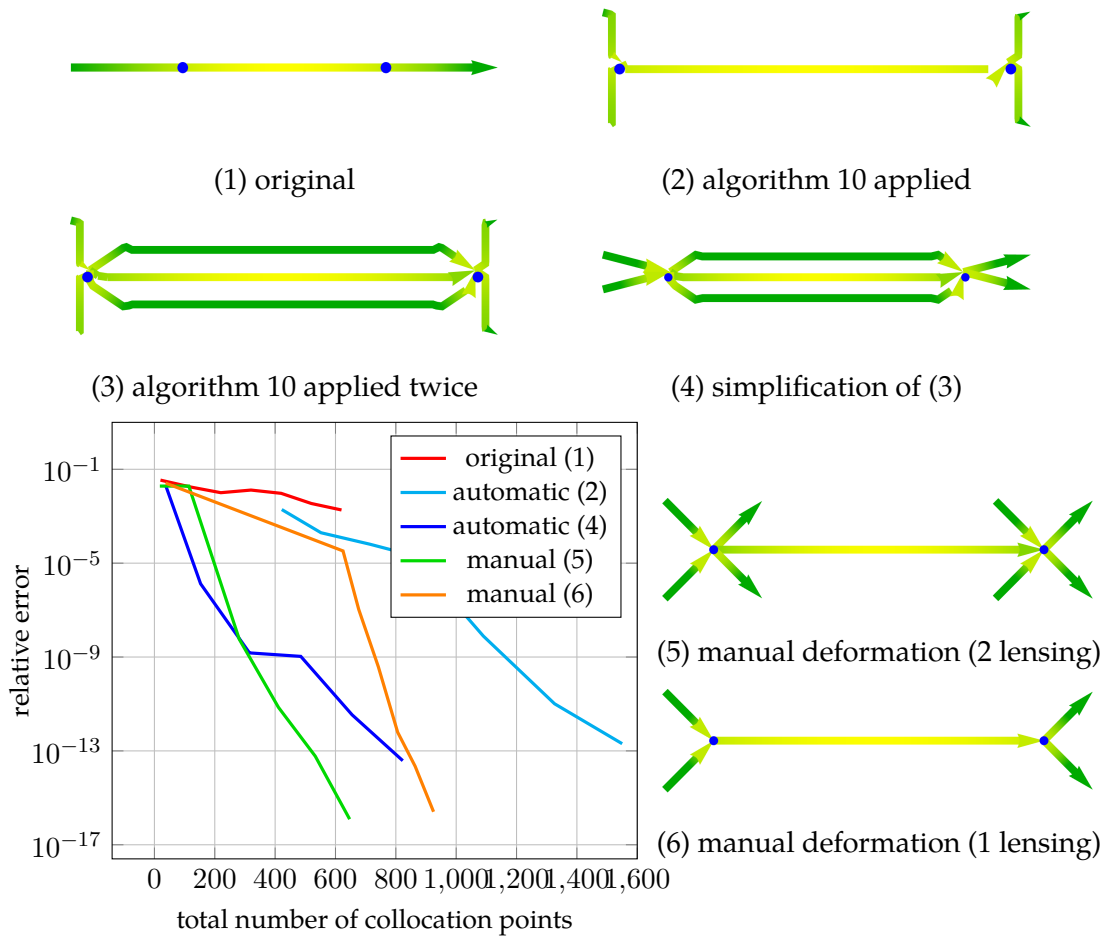 (1) original
(2) algorithm 10 applied
(3) algorithm 10 applied twice
(4) simplification of (3)
original (1)
automatic (2)
automatic (4)
manual (5)
manual (6)
10^{-1}
10^{-5}
10^{-9}
10^{-13}
10^{-17}
relative error
0 200 400 600 800 1,000 1,200 1,400 1,600
total number of collocation points
(5) manual deformation (2 lensing)
(6) manual deformation (1 lensing)